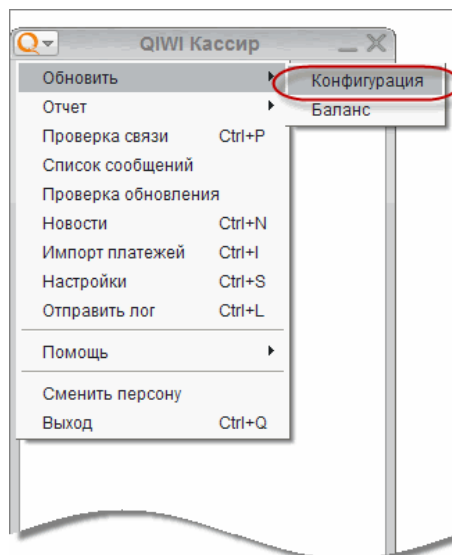 QIWI Кассир
Обновить
Конфигурация
Отчет
Баланс
Проверка связи Ctrl+P
Список сообщений
Проверка обновления
Новости Ctrl+N
Импорт платежей Ctrl+I
Настройки Ctrl+S
Отправить лог Ctrl+L
Помощь
Сменить персону
Выход Ctrl+Q